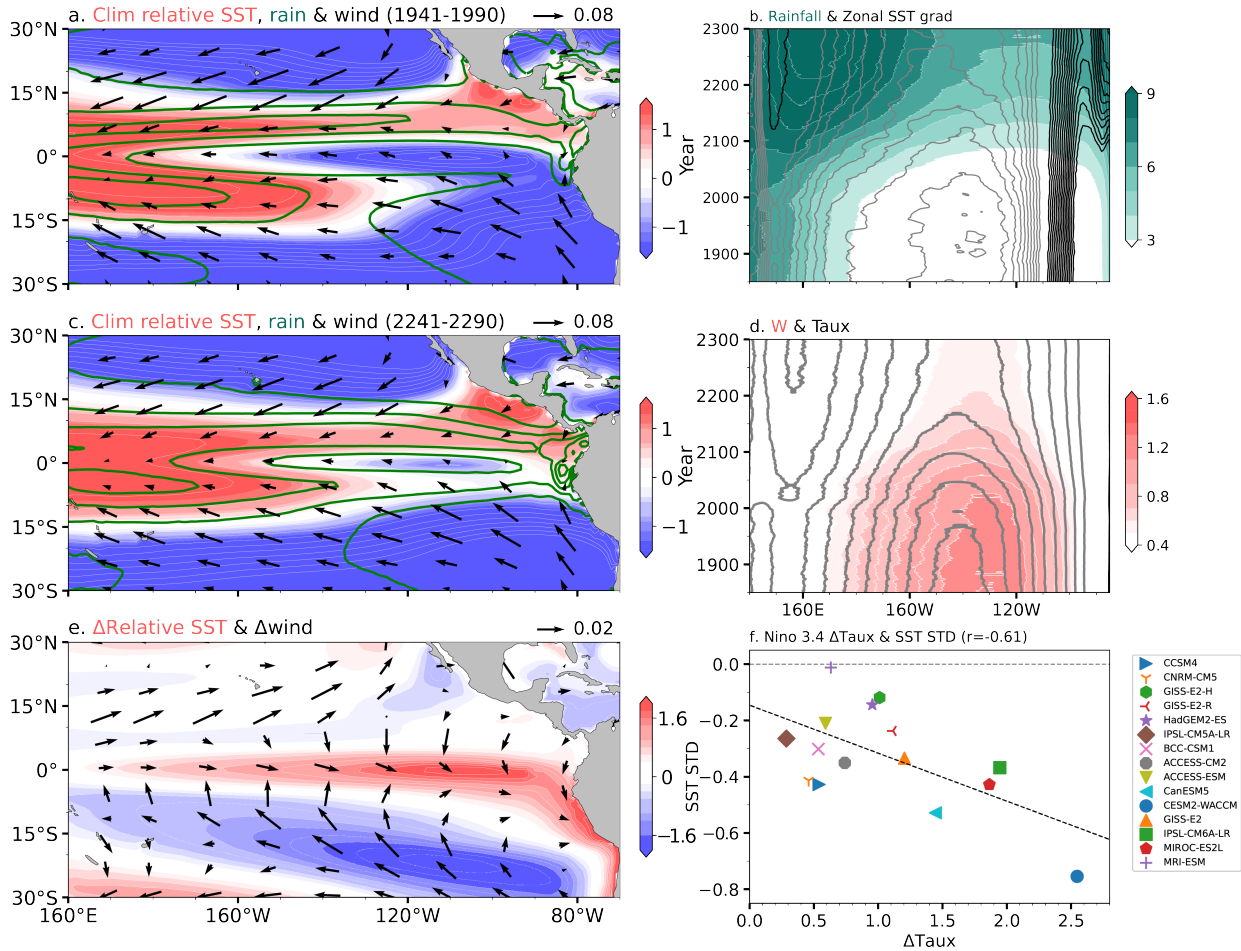 a. Clim relative SST, rain & wind (1941-1990)
0.08
30°N
15°N
0°
15°S
30°S
1
0
−1
b. Rainfall & Zonal SST grad
Year
2300
2200
2100
2000
1900
9
6
3
c. Clim relative SST, rain & wind (2241-2290)
0.08
30°N
15°N
0°
15°S
30°S
1
0
−1
d. W & Taux
Year
2300
2200
2100
2000
1900
160E
160W
120W
1.6
1.2
0.8
0.4
e. ΔRelative SST & Δwind
0.02
30°N
15°N
0°
15°S
30°S
160°E
160°W
120°W
80°W
1.6
0
−1.6
f. Nino 3.4 ΔTaux & SST STD (r=-0.61)
SST STD
0.0
−0.2
−0.4
−0.6
−0.8
0.0
0.5
1.0
1.5
2.0
2.5
ΔTaux
CCSM4
CNRM-CM5
GISS-E2-H
GISS-E2-R
HadGEM2-ES
IPSL-CM5A-LR
BCC-CSM1
ACCESS-CM2
ACCESS-ESM
CanESM5
CESM2-WACCM
GISS-E2
IPSL-CM6A-LR
MIROC-ES2L
MRI-ESM